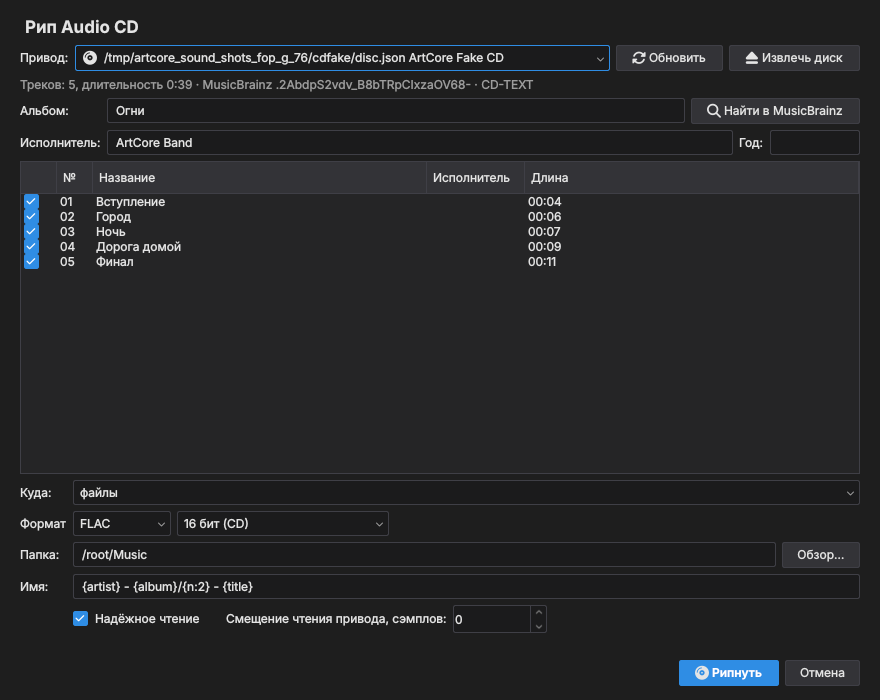 Рип Audio CD
Привод: /tmp/artcore_sound_shots_fop_g_76/cdfake/disc.json ArtCore Fake CD Обновить Извлечь диск
Треков: 5, длительность 0:39 · MusicBrainz .2AbdpS2vdv_B8bTRpCIxzaOV68- · CD-TEXT
Альбом: Огни Найти в MusicBrainz
Исполнитель: ArtCore Band Год:
№ Название Исполнитель Длина
01 Вступление 00:04
02 Город 00:06
03 Ночь 00:07
04 Дорога домой 00:09
05 Финал 00:11
Куда: файлы
Формат FLAC 16 бит (CD)
Папка: /root/Music Обзор...
Имя: {artist} - {album}/{n:2} - {title}
Надёжное чтение Смещение чтения привода, сэмплов: 0
Рипнуть Отмена